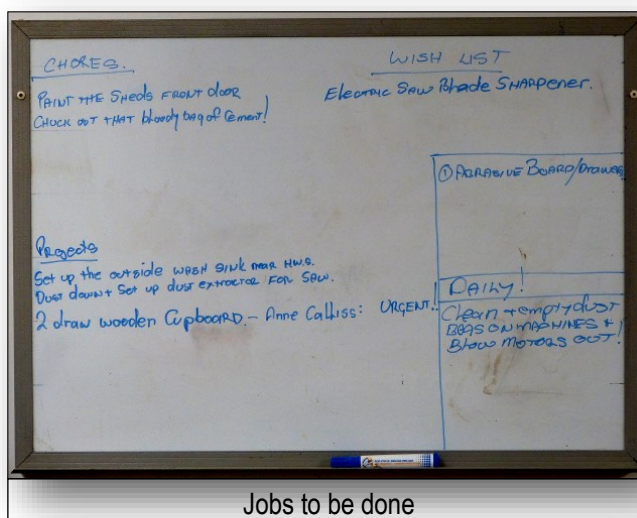 CHORES.
PAINT THE SHEDS FRONT DOOR
CHUCK OUT THAT bloody bag of Cement!
WISH LIST
Electric Saw Blade SHARPENER.
① ABRASIVE BOARD/Drawers
Projects
Set up the outside WASH SINK near H.W.S.
Dust down + Set up dust extractor FOR SAW.
2 draw wooden CupBOARD. - Anne Calliss: URGENT!
DAILY!
Clean + empty dust
BAGS ON MACHINES +
BLOW MOTORS OUT!
Jobs to be done